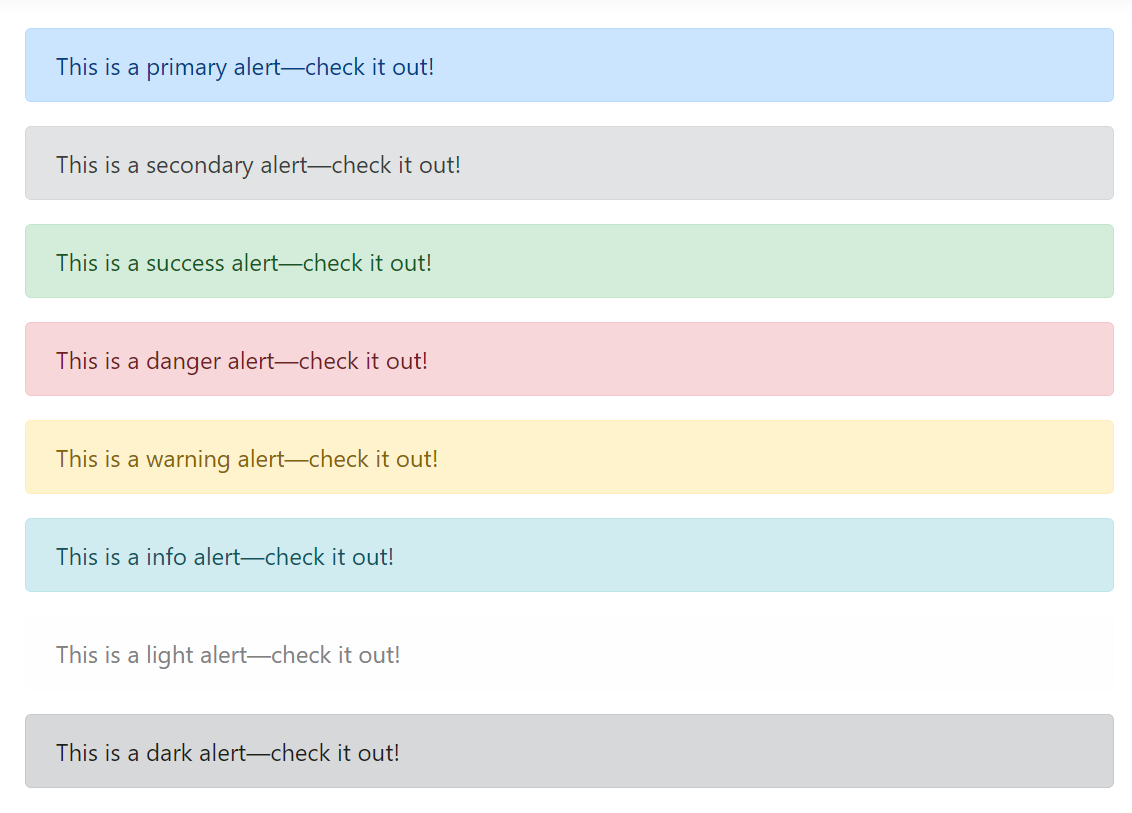 This is a primary alert—check it out!
This is a secondary alert—check it out!
This is a success alert—check it out!
This is a danger alert—check it out!
This is a warning alert—check it out!
This is a info alert—check it out!
This is a light alert—check it out!
This is a dark alert—check it out!